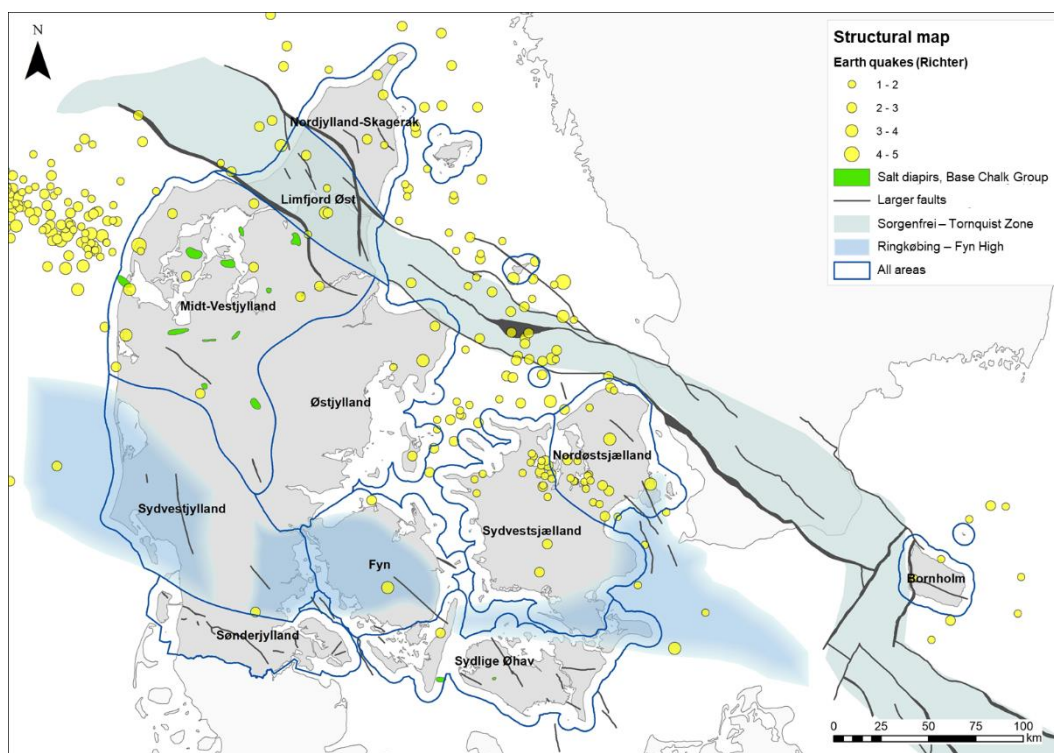 N
Structural map
Earth quakes (Richter)
1 - 2
2 - 3
3 - 4
4 - 5
Salt diapirs, Base Chalk Group
Larger faults
Sorgenfrei – Tornquist Zone
Ringkøbing – Fyn High
All areas
Nordjylland-Skagerak
Limfjord Øst
Midt-Vestjylland
Østjylland
Nordøstsjælland
Sydvestjylland
Sydvestsjælland
Fyn
Bornholm
Sønderjylland
Sydlige Øhav
0 25 50 75 100
km